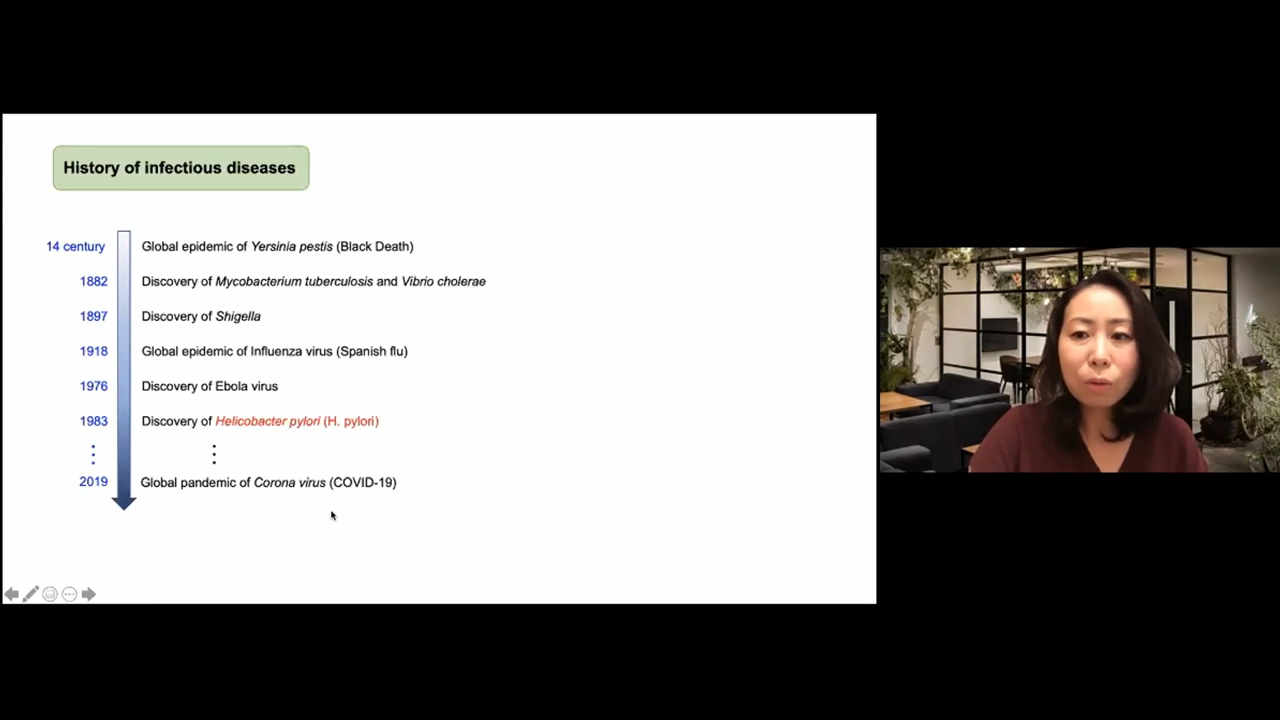 History of infectious diseases
14 century Global epidemic of Yersinia pestis (Black Death)
1882 Discovery of Mycobacterium tuberculosis and Vibrio cholerae
1897 Discovery of Shigella
1918 Global epidemic of Influenza virus (Spanish flu)
1976 Discovery of Ebola virus
1983 Discovery of Helicobacter pylori (H. pylori)
2019 Global pandemic of Corona virus (COVID-19)